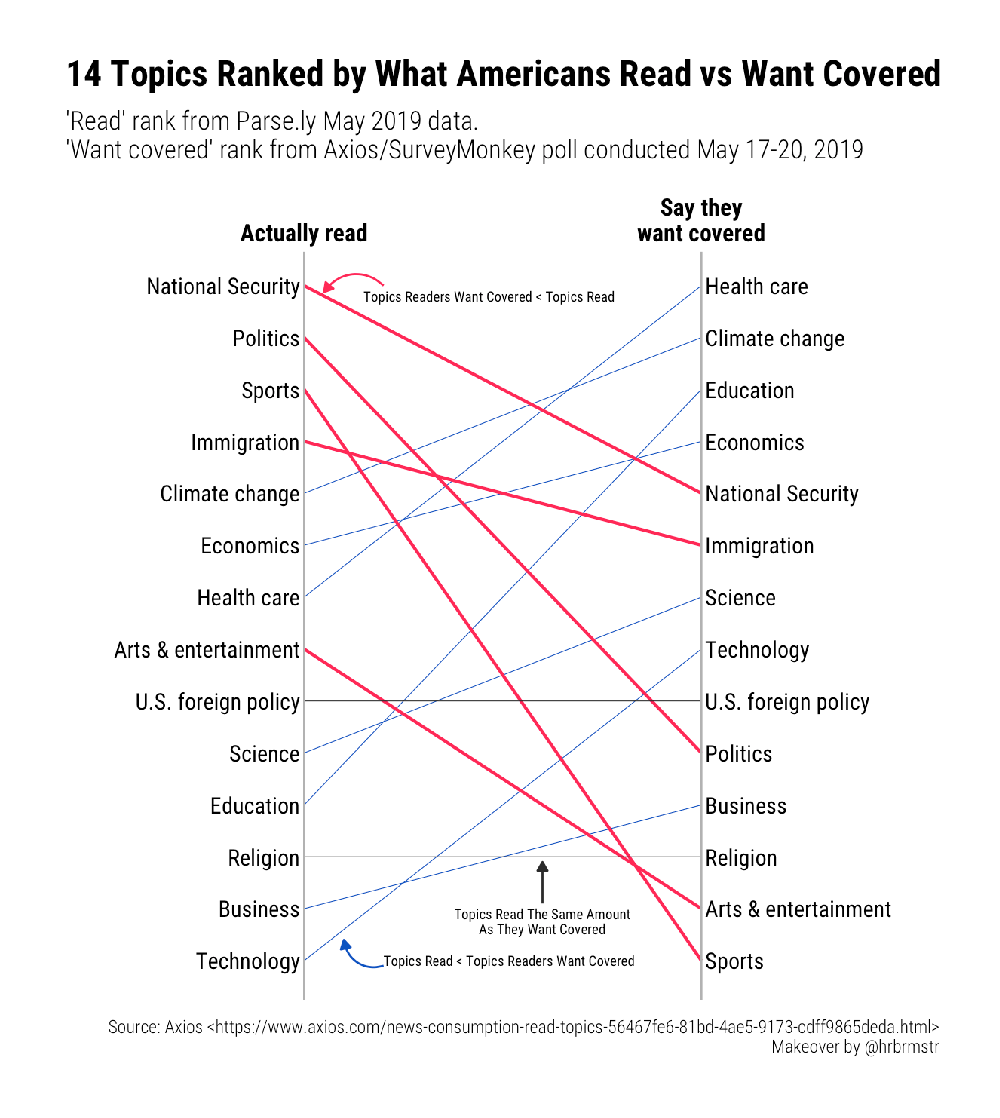 14 Topics Ranked by What Americans Read vs Want Covered
'Read' rank from Parse.ly May 2019 data.
'Want covered' rank from Axios/SurveyMonkey poll conducted May 17-20, 2019
Actually read
Say they
want covered
National Security
Topics Readers Want Covered < Topics Read
Health care
Politics
Climate change
Sports
Education
Immigration
Economics
Climate change
National Security
Economics
Immigration
Health care
Science
Arts & entertainment
Technology
U.S. foreign policy
U.S. foreign policy
Science
Politics
Education
Business
Religion
Religion
Business
Topics Read The Same Amount
As They Want Covered
Arts & entertainment
Technology
Topics Read < Topics Readers Want Covered
Sports
Source: Axios <https://www.axios.com/news-consumption-read-topics-56467fe6-81bd-4ae5-9173-cdff9865deda.html>
Makeover by @hrbrmstr